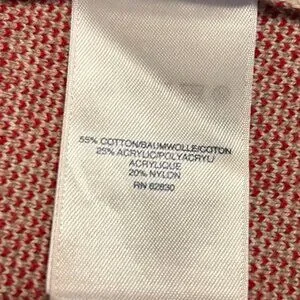 55% COTTON/BAUMWOLLE/COTON
25% ACRYLIC/POLYACRYL/
ACRYLIQUE
20% NYLON
RN 62830